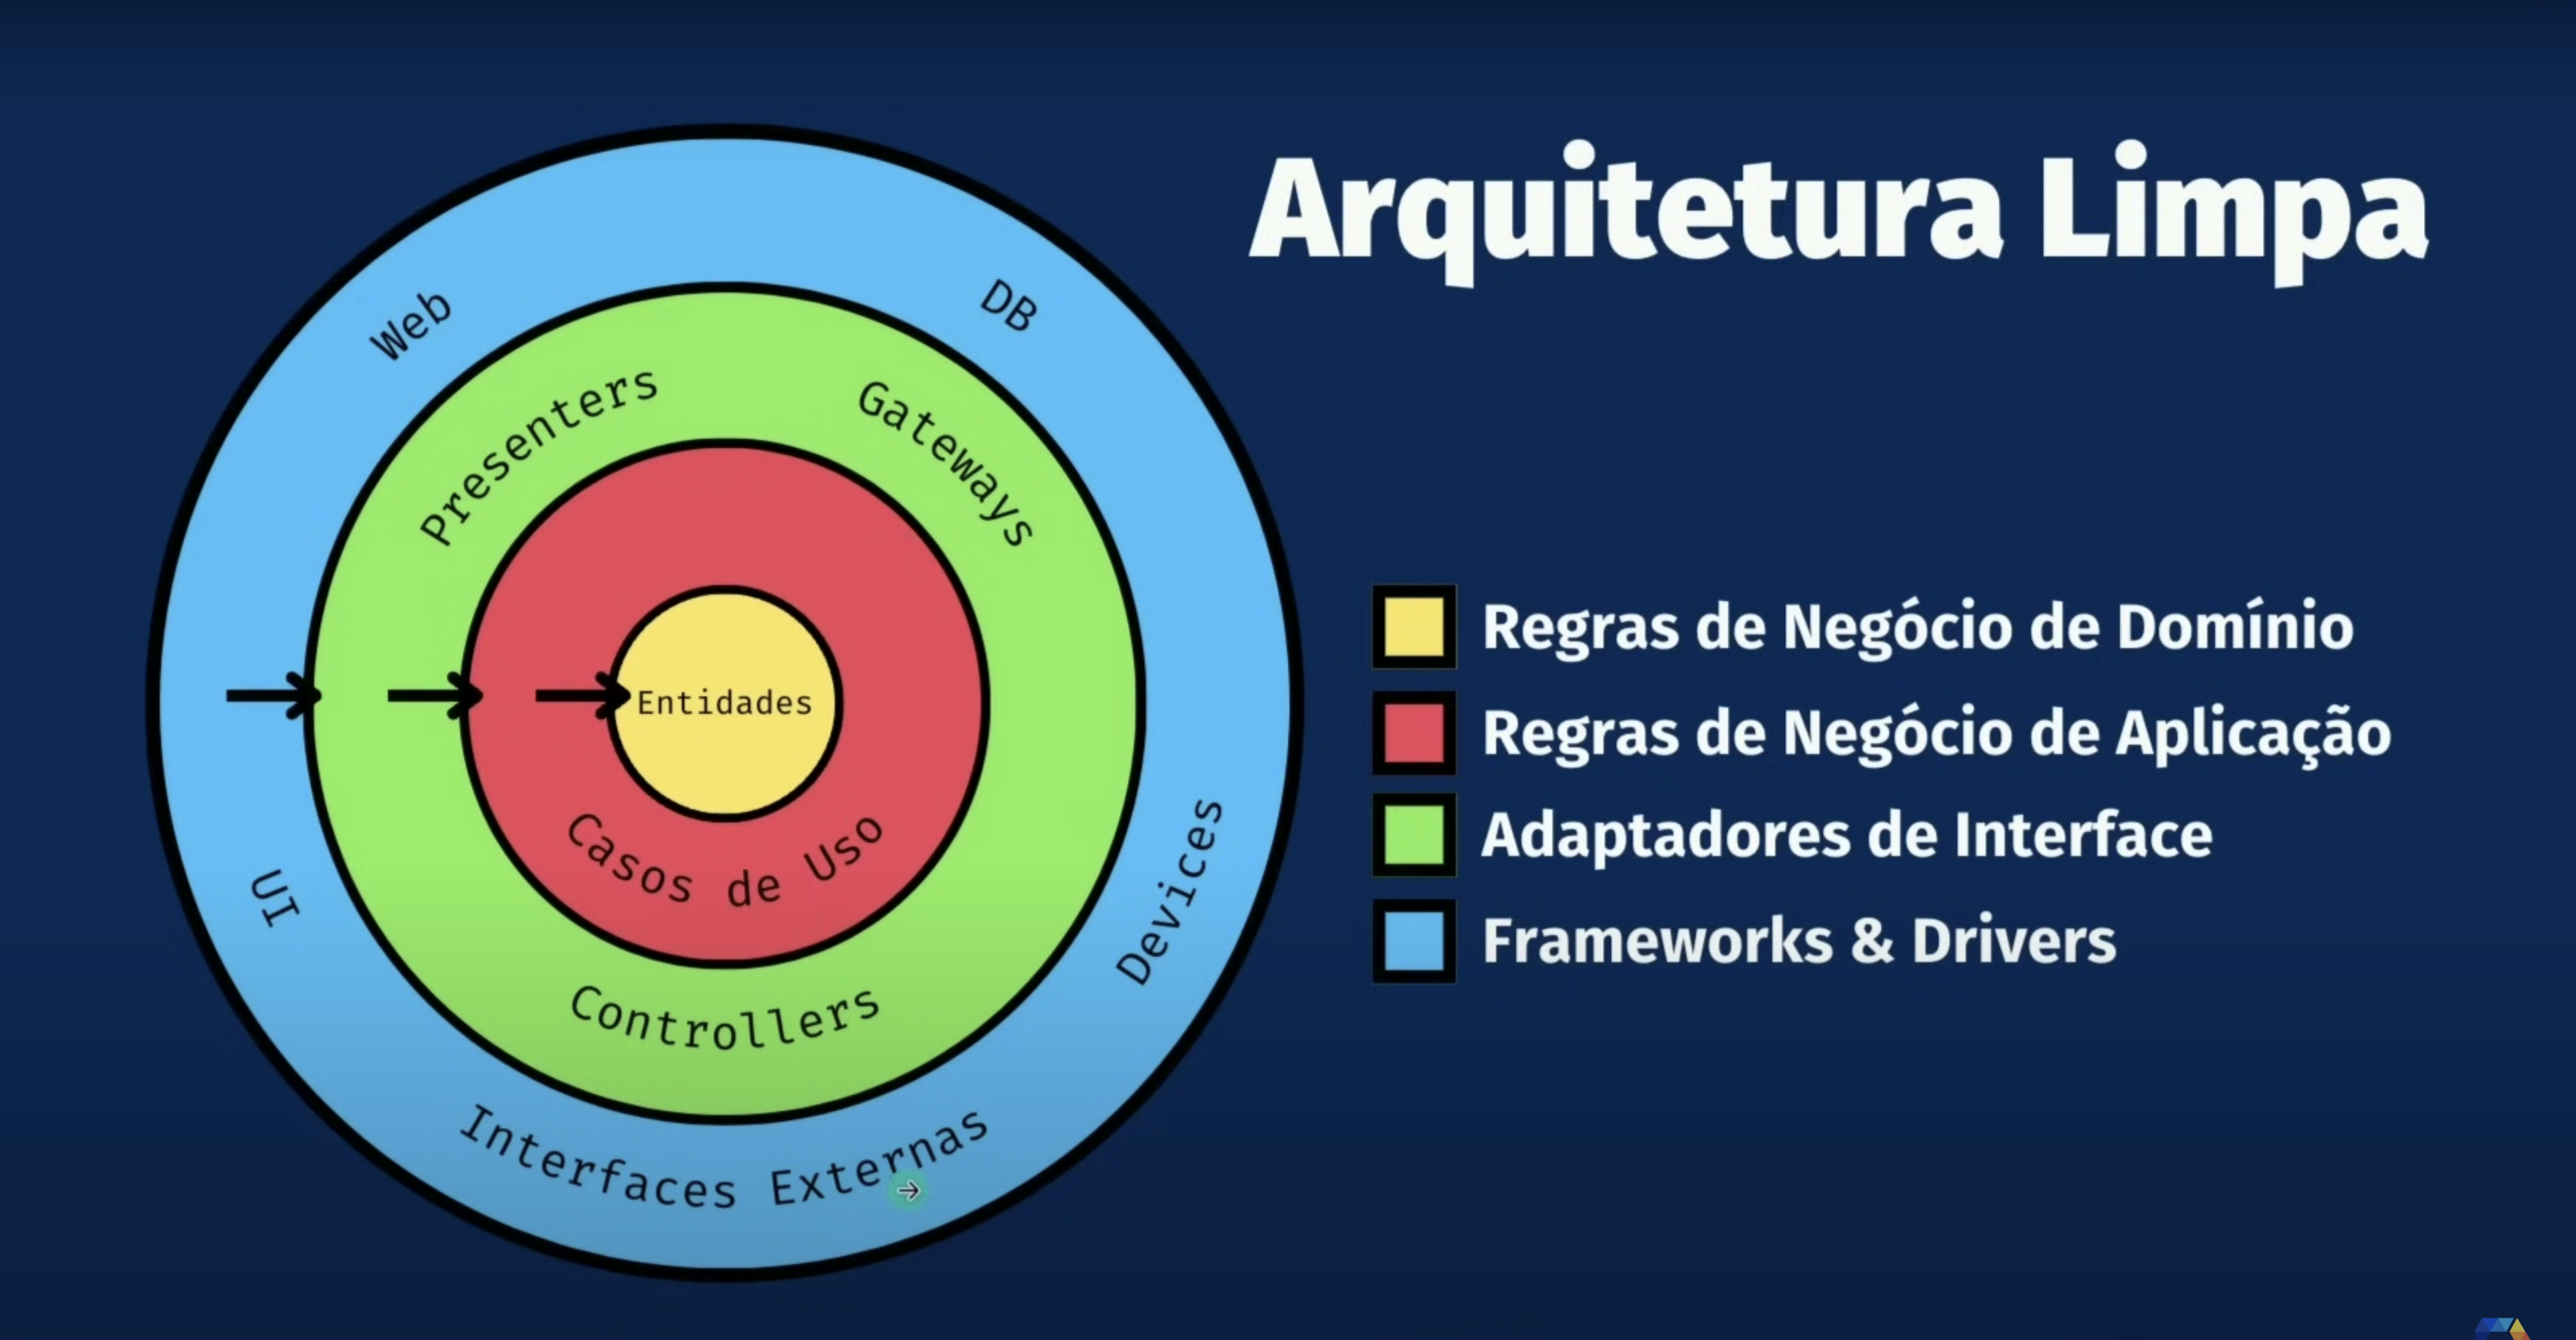 Arquitetura Limpa
Web
DB
Presenters
Gateways
Entidades
Casos de Uso
UI
Devices
Controllers
Interfaces Externas
Regras de Negócio de Domínio
Regras de Negócio de Aplicação
Adaptadores de Interface
Frameworks & Drivers